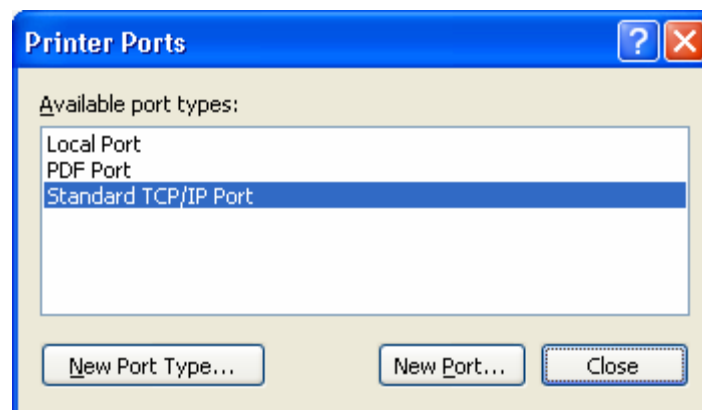 Printer Ports
Available port types:
Local Port
PDF Port
Standard TCP/IP Port
New Port Type... New Port... Close